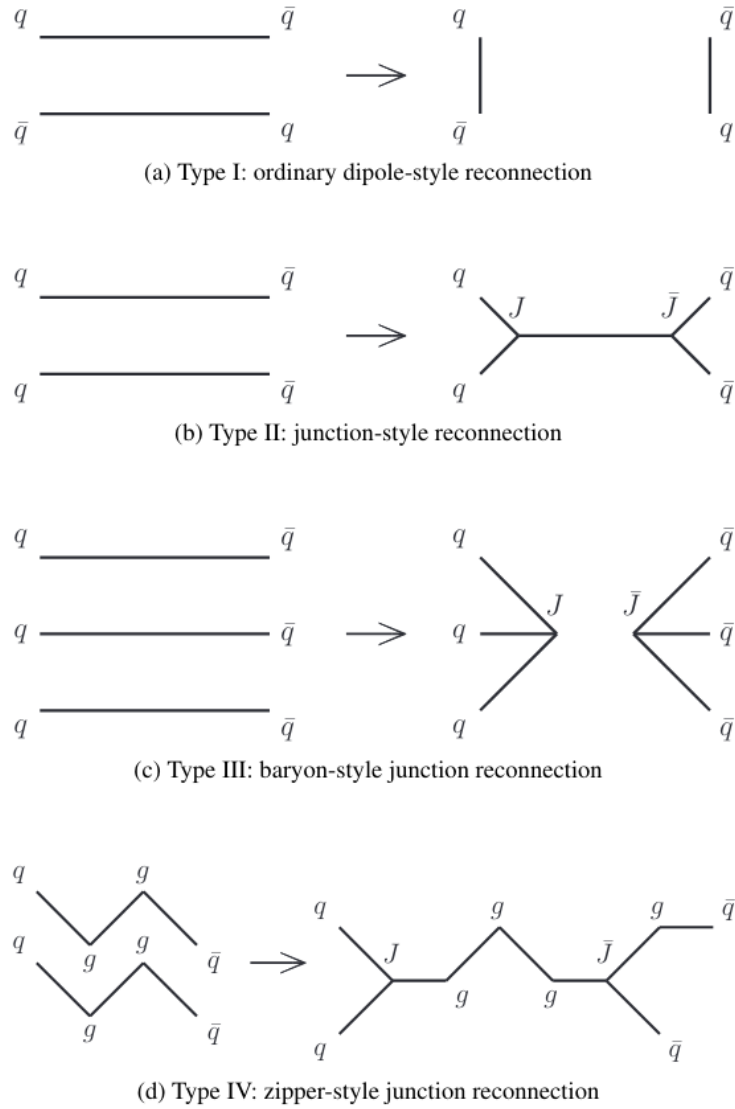 q q̄ q q̄
q̄ q q̄ q
(a) Type I: ordinary dipole-style reconnection
q q̄ q J J̄ q̄
q q̄ q q̄
(b) Type II: junction-style reconnection
q q̄ q q̄
J J̄
q q̄ q q̄
q q̄ q q̄
(c) Type III: baryon-style junction reconnection
q g
q g g q̄ q g g q̄
J J̄
g q̄ g g
q q̄
(d) Type IV: zipper-style junction reconnection